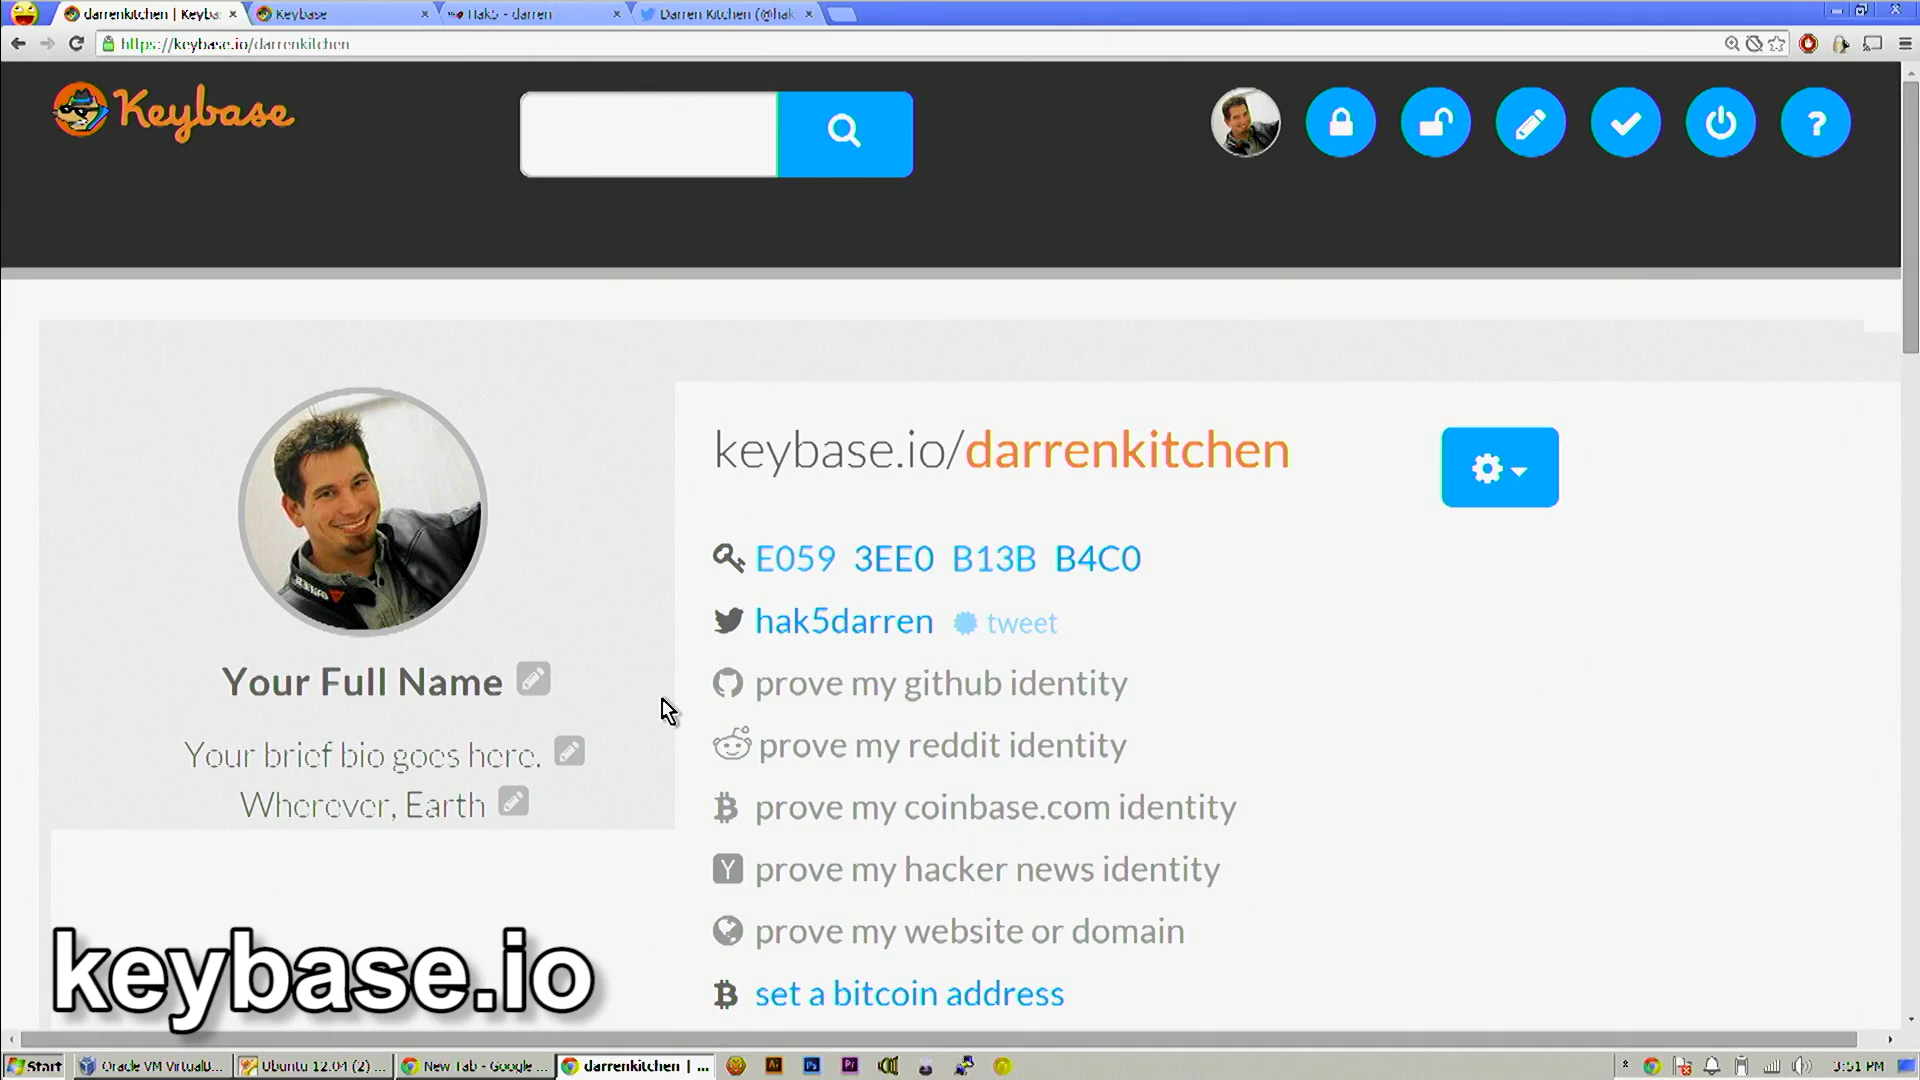 darrenkitchen | Keyba
Keybase
Hak5 - darren
Darren Kitchen (@hak
https://keybase.io/darrenkitchen
Keybase
?
keybase.io/darrenkitchen
E059 3EE0 B13B B4C0
hak5darren tweet
prove my github identity
prove my reddit identity
prove my coinbase.com identity
Y prove my hacker news identity
prove my website or domain
set a bitcoin address
Your Full Name
Your brief bio goes here.
Wherever, Earth
keybase.io
Start
Oracle VM VirtualB...
Ubuntu 12.04 (2) ...
New Tab - Google ...
darrenkitchen | ...
Ai
Ps
Pr
3:51 PM